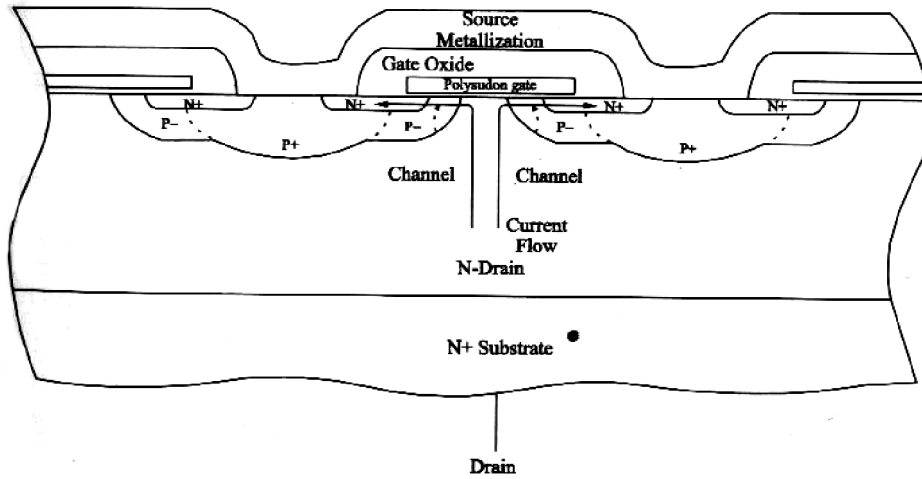 Source
Metallization
Gate Oxide
Polysudon gate
N+
N+
N+
N+
P−
P−
P−
P+
P+
Channel
Channel
Current
Flow
N-Drain
N+ Substrate
Drain